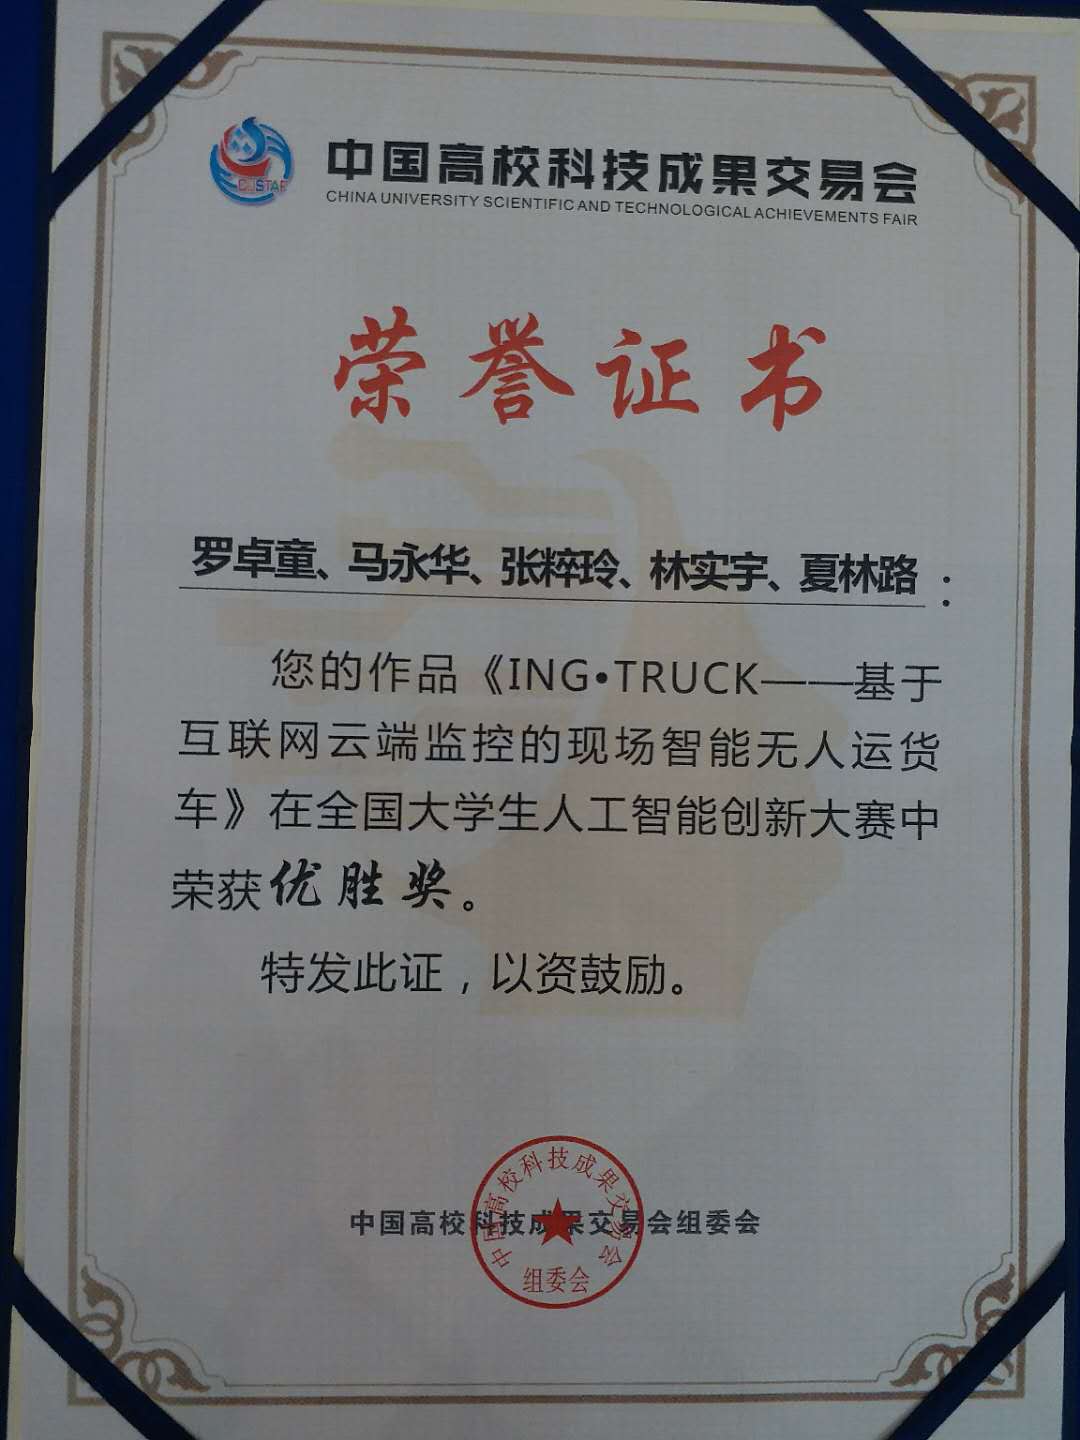 CUSTAF
中国高校科技成果交易会
CHINA UNIVERSITY SCIENTIFIC AND TECHNOLOGICAL ACHIEVEMENTS FAIR
荣誉证书
罗卓童、马永华、张粹玲、林实宇、夏林路：
您的作品《ING•TRUCK——基于
互联网云端监控的现场智能无人运货
车》在全国大学生人工智能创新大赛中
荣获优胜奖。
特发此证，以资鼓励。
中国高校科技成果交易会组委会
中国高校科技成果交易会
组委会